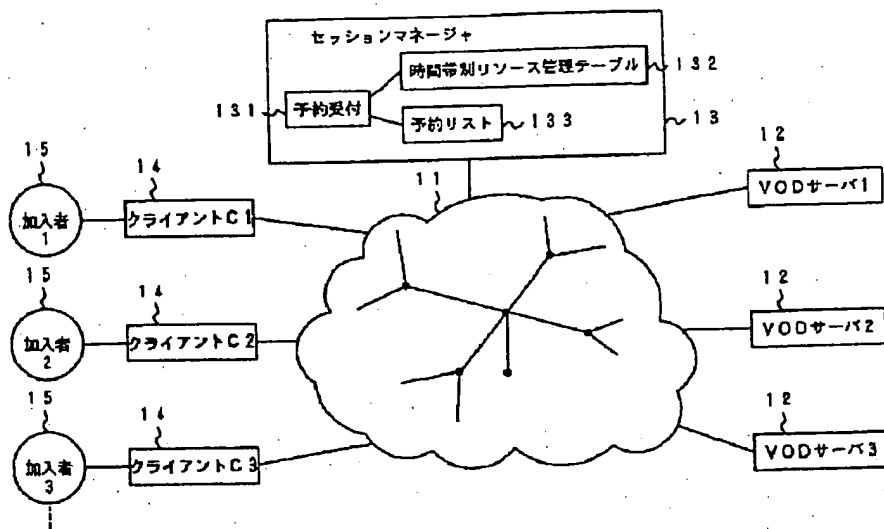 セッションマネージャ
時間帯別リソース管理テーブル
132
131
予約受付
予約リスト
133
13
15
14
11
12
加入者
1
クライアントC1
VODサーバ1
15
14
12
加入者
2
クライアントC2
VODサーバ2
15
14
12
加入者
3
クライアントC3
VODサーバ3